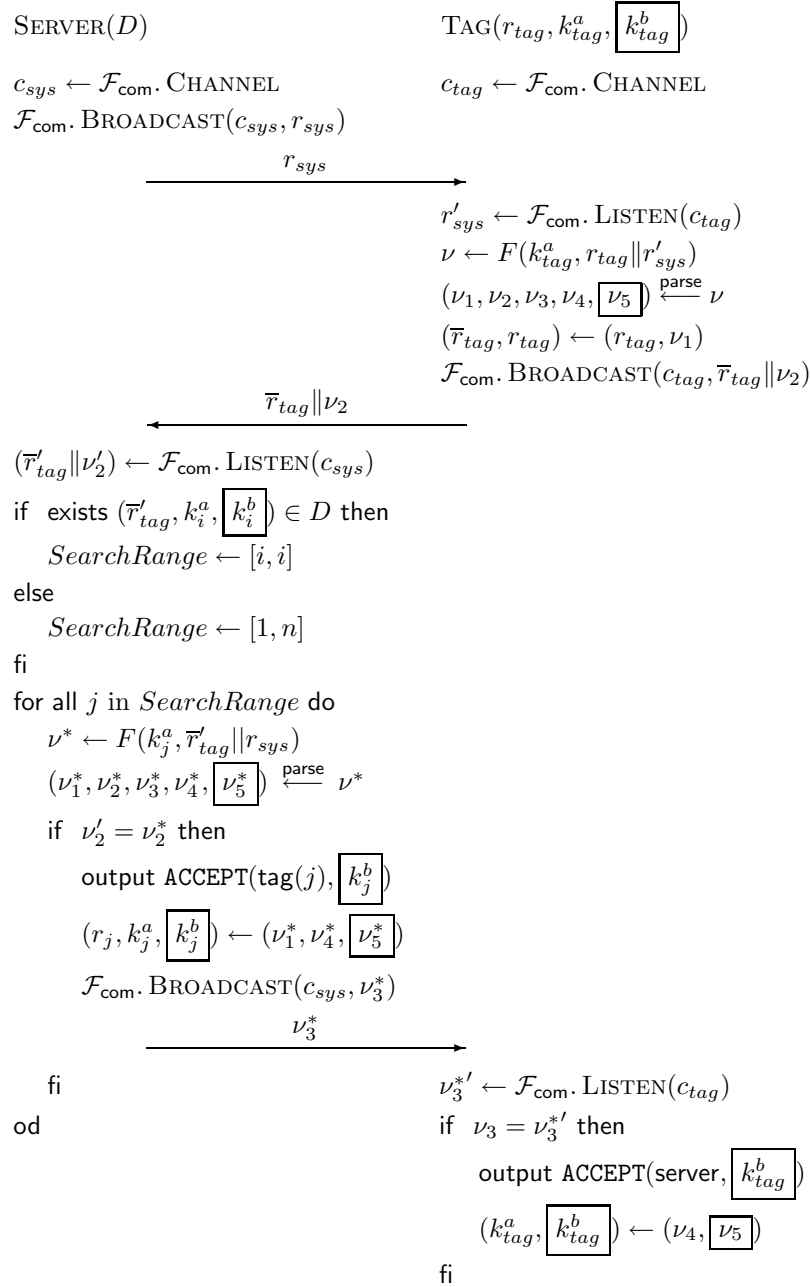 SERVER(D) TAG(r_tag, k^a_tag, k^b_tag)
c_sys ← F_com.CHANNEL c_tag ← F_com.CHANNEL
F_com.BROADCAST(c_sys, r_sys)
r_sys
r′_sys ← F_com.LISTEN(c_tag)
ν ← F(k^a_tag, r_tag‖r′_sys)
(ν_1, ν_2, ν_3, ν_4, ν_5) ←parse ν
(r̅_tag, r_tag) ← (r_tag, ν_1)
F_com.BROADCAST(c_tag, r̅_tag‖ν_2)
r̅_tag‖ν_2
(r̅′_tag‖ν′_2) ← F_com.LISTEN(c_sys)
if exists (r̅′_tag, k^a_i, k^b_i) ∈ D then
SearchRange ← [i, i]
else
SearchRange ← [1, n]
fi
for all j in SearchRange do
ν* ← F(k^a_j, r̅′_tag||r_sys)
(ν*_1, ν*_2, ν*_3, ν*_4, ν*_5) ←parse ν*
if ν′_2 = ν*_2 then
output ACCEPT(tag(j), k^b_j)
(r_j, k^a_j, k^b_j) ← (ν*_1, ν*_4, ν*_5)
F_com.BROADCAST(c_sys, ν*_3)
ν*_3
fi ν*_3′ ← F_com.LISTEN(c_tag)
od if ν_3 = ν*_3′ then
output ACCEPT(server, k^b_tag)
(k^a_tag, k^b_tag) ← (ν_4, ν_5)
fi